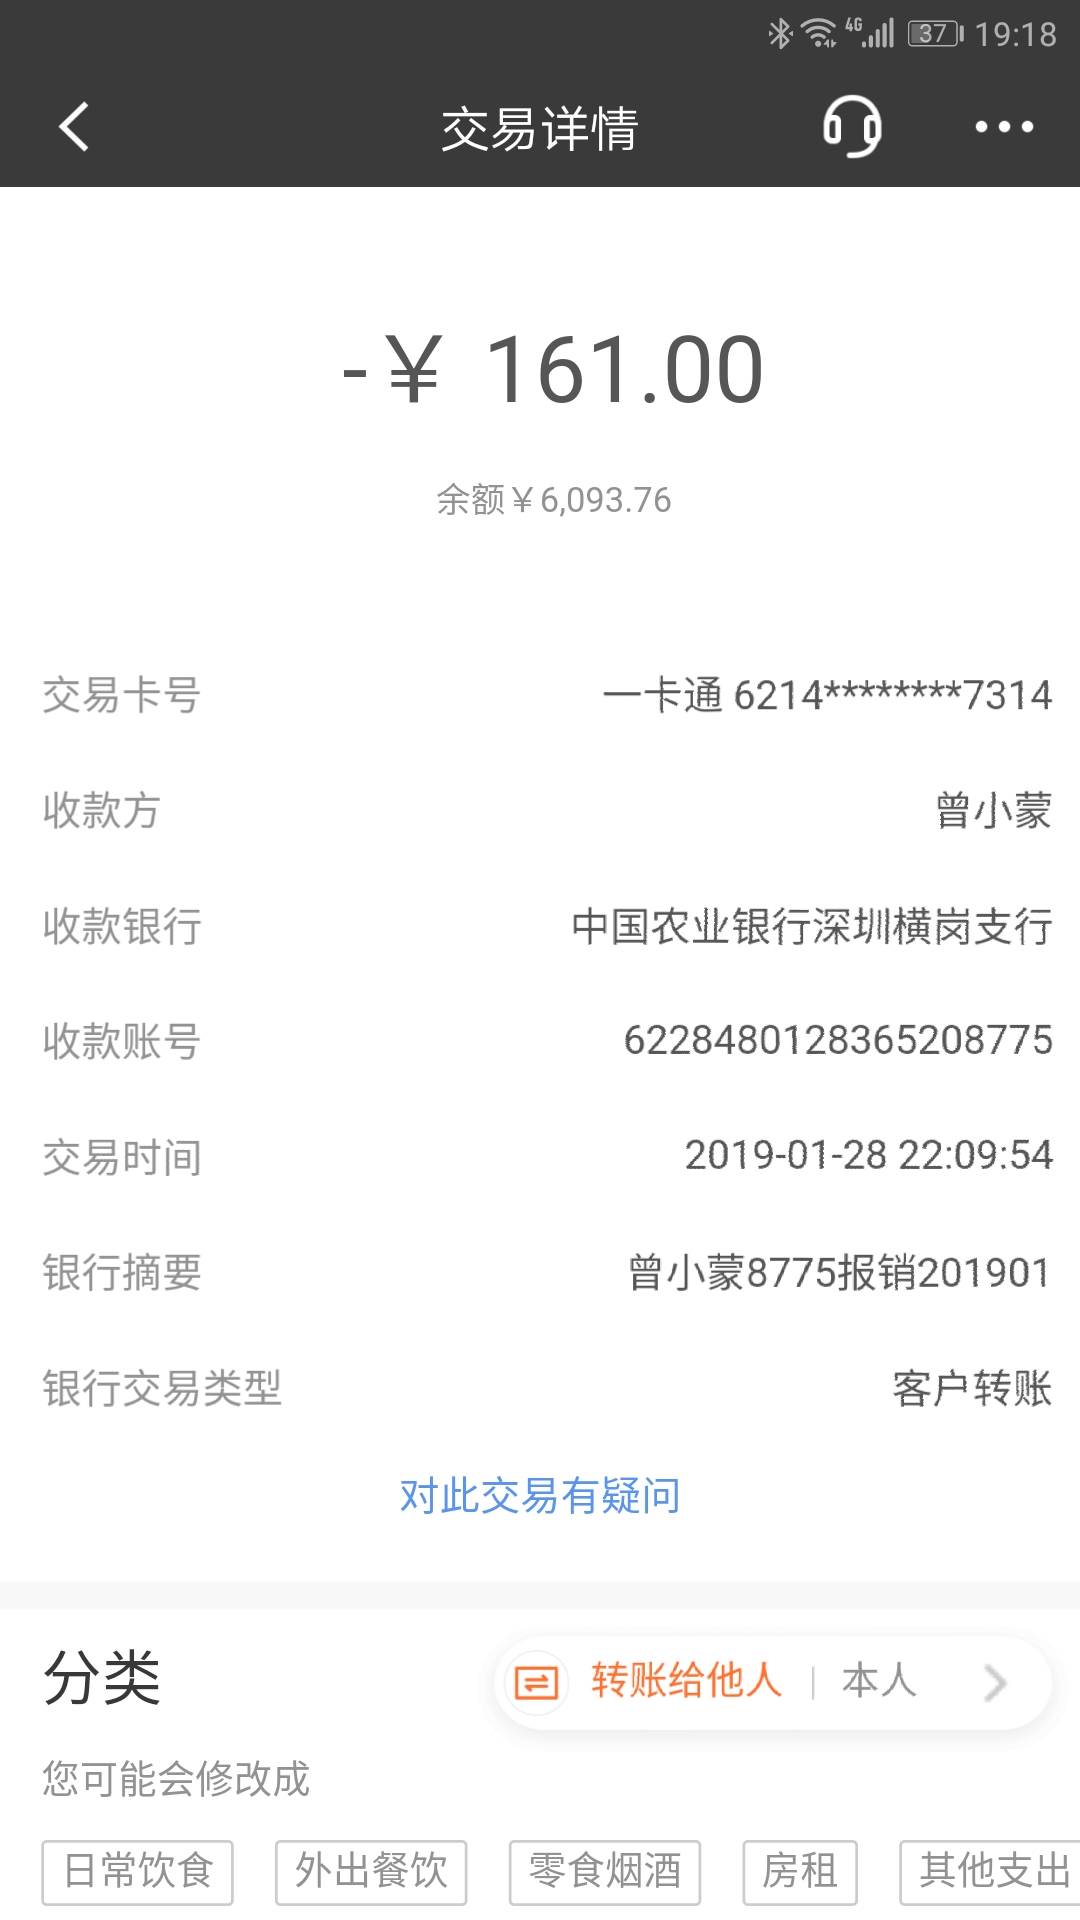 4G 37 19:18
交易详情
-￥ 161.00
余额￥6,093.76
交易卡号 一卡通 6214********7314
收款方 曾小蒙
收款银行 中国农业银行深圳横岗支行
收款账号 6228480128365208775
交易时间 2019-01-28 22:09:54
银行摘要 曾小蒙8775报销201901
银行交易类型 客户转账
对此交易有疑问
分类 转账给他人 | 本人
您可能会修改成
日常饮食 外出餐饮 零食烟酒 房租 其他支出